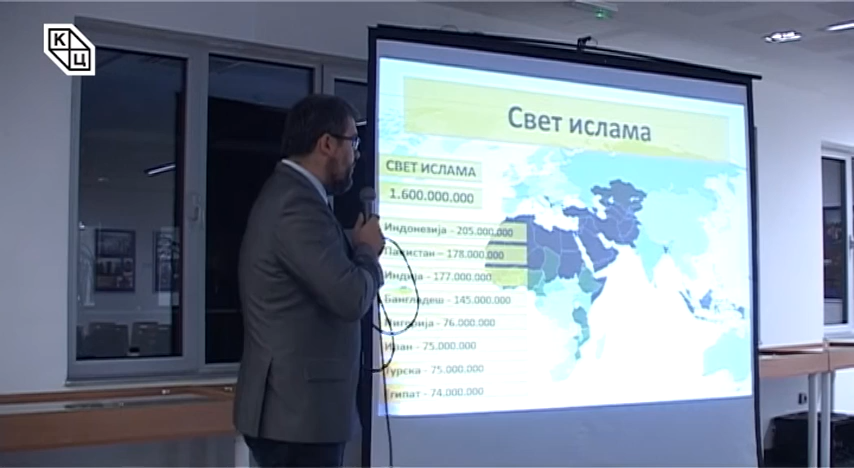 КЦ
Свет ислама
СВЕТ ИСЛАМА
1.600.000.000
Индонезија - 205.000.000
Пакистан - 178.000.000
Индија - 177.000.000
Бангладеш - 145.000.000
Нигерија - 76.000.000
Иран - 75.000.000
Турска - 75.000.000
Египат - 74.000.000